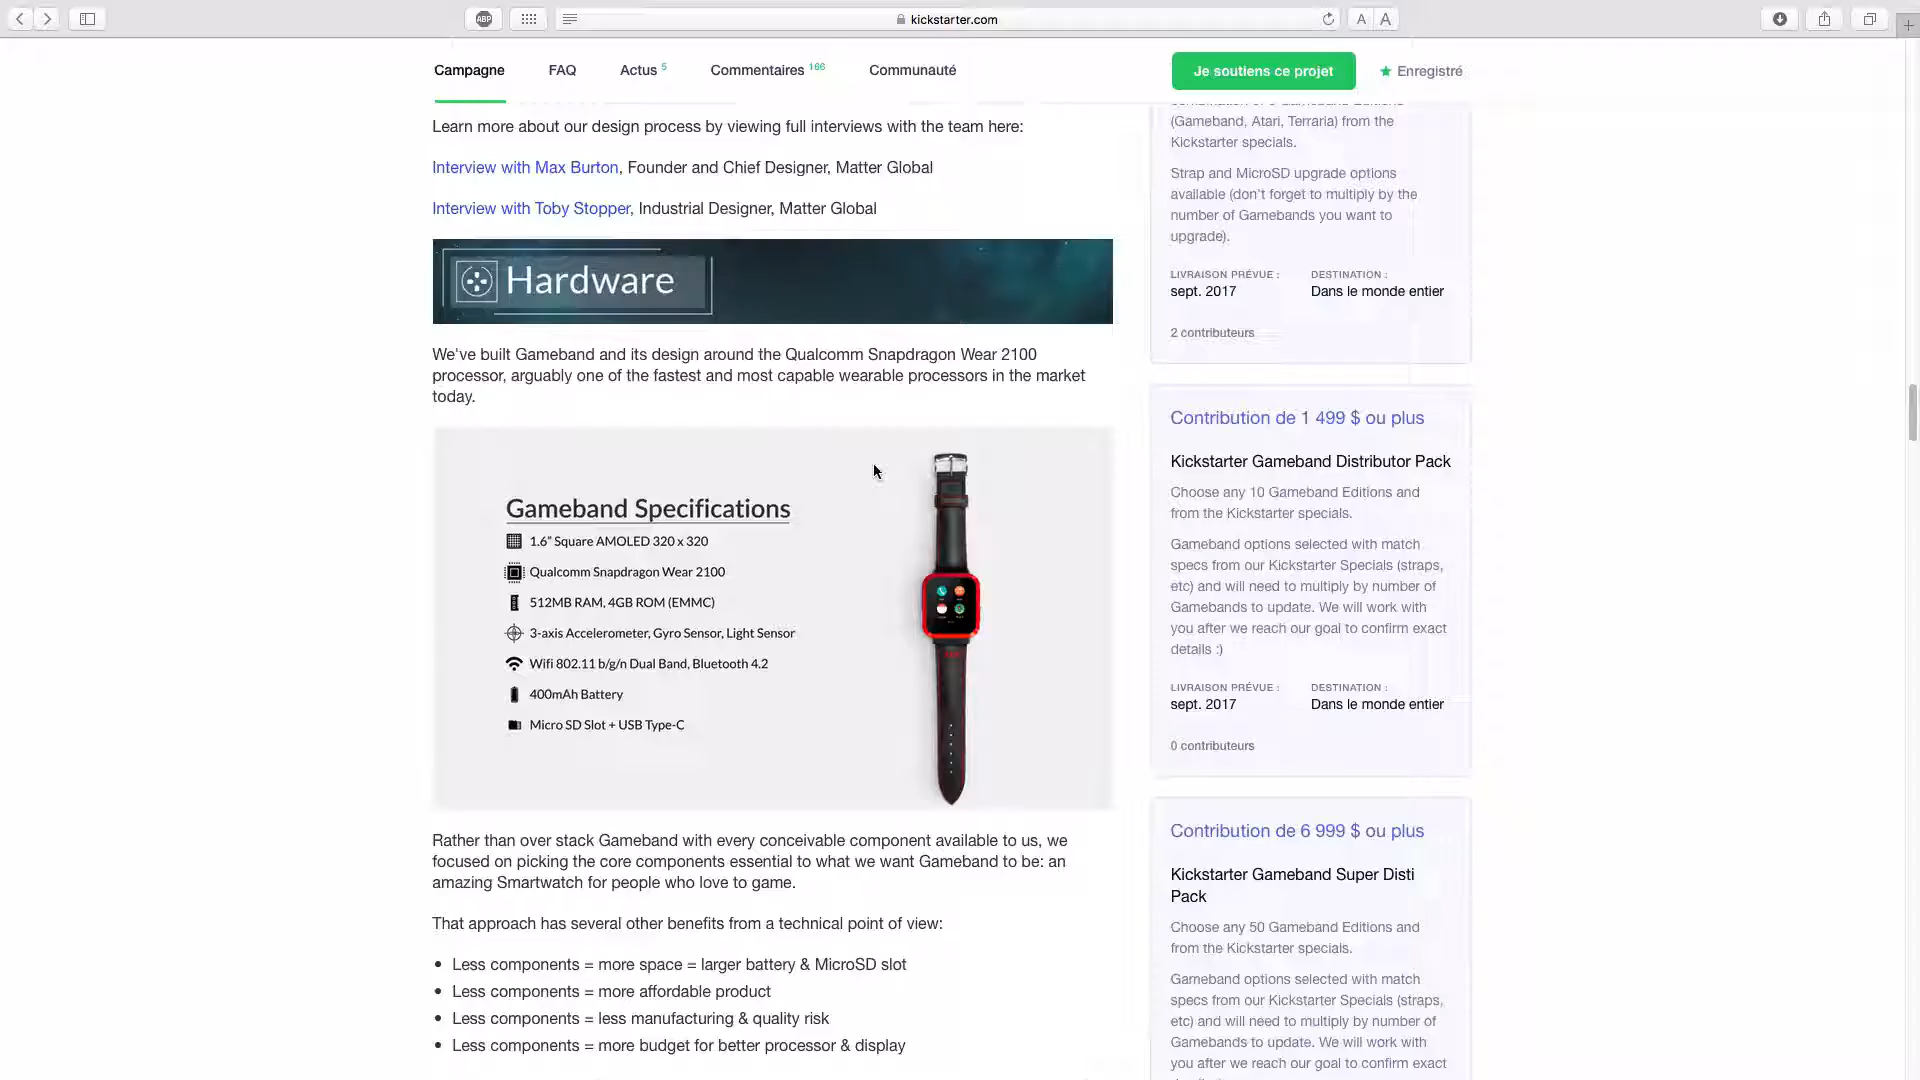 ABP
kickstarter.com
A A
Campagne
FAQ
Actus 5
Commentaires 166
Communauté
Je soutiens ce projet
Enregistré
Learn more about our design process by viewing full interviews with the team here:
Interview with Max Burton, Founder and Chief Designer, Matter Global
Interview with Toby Stopper, Industrial Designer, Matter Global
Hardware
We've built Gameband and its design around the Qualcomm Snapdragon Wear 2100
processor, arguably one of the fastest and most capable wearable processors in the market
today.
Gameband Specifications
1.6" Square AMOLED 320 x 320
Qualcomm Snapdragon Wear 2100
512MB RAM, 4GB ROM (EMMC)
3-axis Accelerometer, Gyro Sensor, Light Sensor
Wifi 802.11 b/g/n Dual Band, Bluetooth 4.2
400mAh Battery
Micro SD Slot + USB Type-C
Rather than over stack Gameband with every conceivable component available to us, we
focused on picking the core components essential to what we want Gameband to be: an
amazing Smartwatch for people who love to game.
That approach has several other benefits from a technical point of view:
• Less components = more space = larger battery & MicroSD slot
• Less components = more affordable product
• Less components = less manufacturing & quality risk
• Less components = more budget for better processor & display
(Gameband, Atari, Terraria) from the
Kickstarter specials.
Strap and MicroSD upgrade options
available (don't forget to multiply by the
number of Gamebands you want to
upgrade).
LIVRAISON PRÉVUE :
sept. 2017
DESTINATION :
Dans le monde entier
2 contributeurs
Contribution de 1 499 $ ou plus
Kickstarter Gameband Distributor Pack
Choose any 10 Gameband Editions and
from the Kickstarter specials.
Gameband options selected with match
specs from our Kickstarter Specials (straps,
etc) and will need to multiply by number of
Gamebands to update. We will work with
you after we reach our goal to confirm exact
details :)
LIVRAISON PRÉVUE :
sept. 2017
DESTINATION :
Dans le monde entier
0 contributeurs
Contribution de 6 999 $ ou plus
Kickstarter Gameband Super Disti
Pack
Choose any 50 Gameband Editions and
from the Kickstarter specials.
Gameband options selected with match
specs from our Kickstarter Specials (straps,
etc) and will need to multiply by number of
Gamebands to update. We will work with
you after we reach our goal to confirm exact